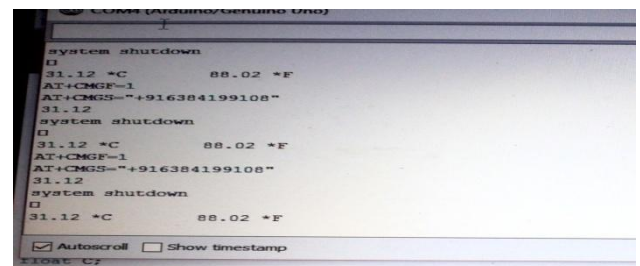 COM4 (Arduino/Genuino Uno)
system shutdown
31.12 *C 88.02 *F
AT+CMGF=1
AT+CMGS="+916384199108"
31.12
system shutdown
31.12 *C 88.02 *F
AT+CMGF=1
AT+CMGS="+916384199108"
31.12
system shutdown
31.12 *C 88.02 *F
Autoscroll Show timestamp
float C;